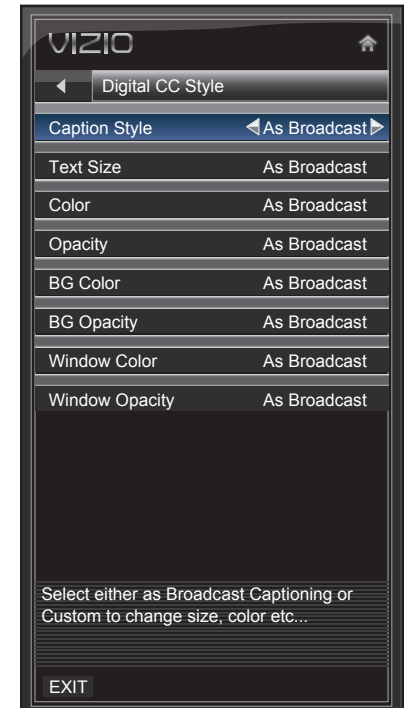 VIZIO
Digital CC Style
Caption Style As Broadcast
Text Size As Broadcast
Color As Broadcast
Opacity As Broadcast
BG Color As Broadcast
BG Opacity As Broadcast
Window Color As Broadcast
Window Opacity As Broadcast
Select either as Broadcast Captioning or
Custom to change size, color etc...
EXIT